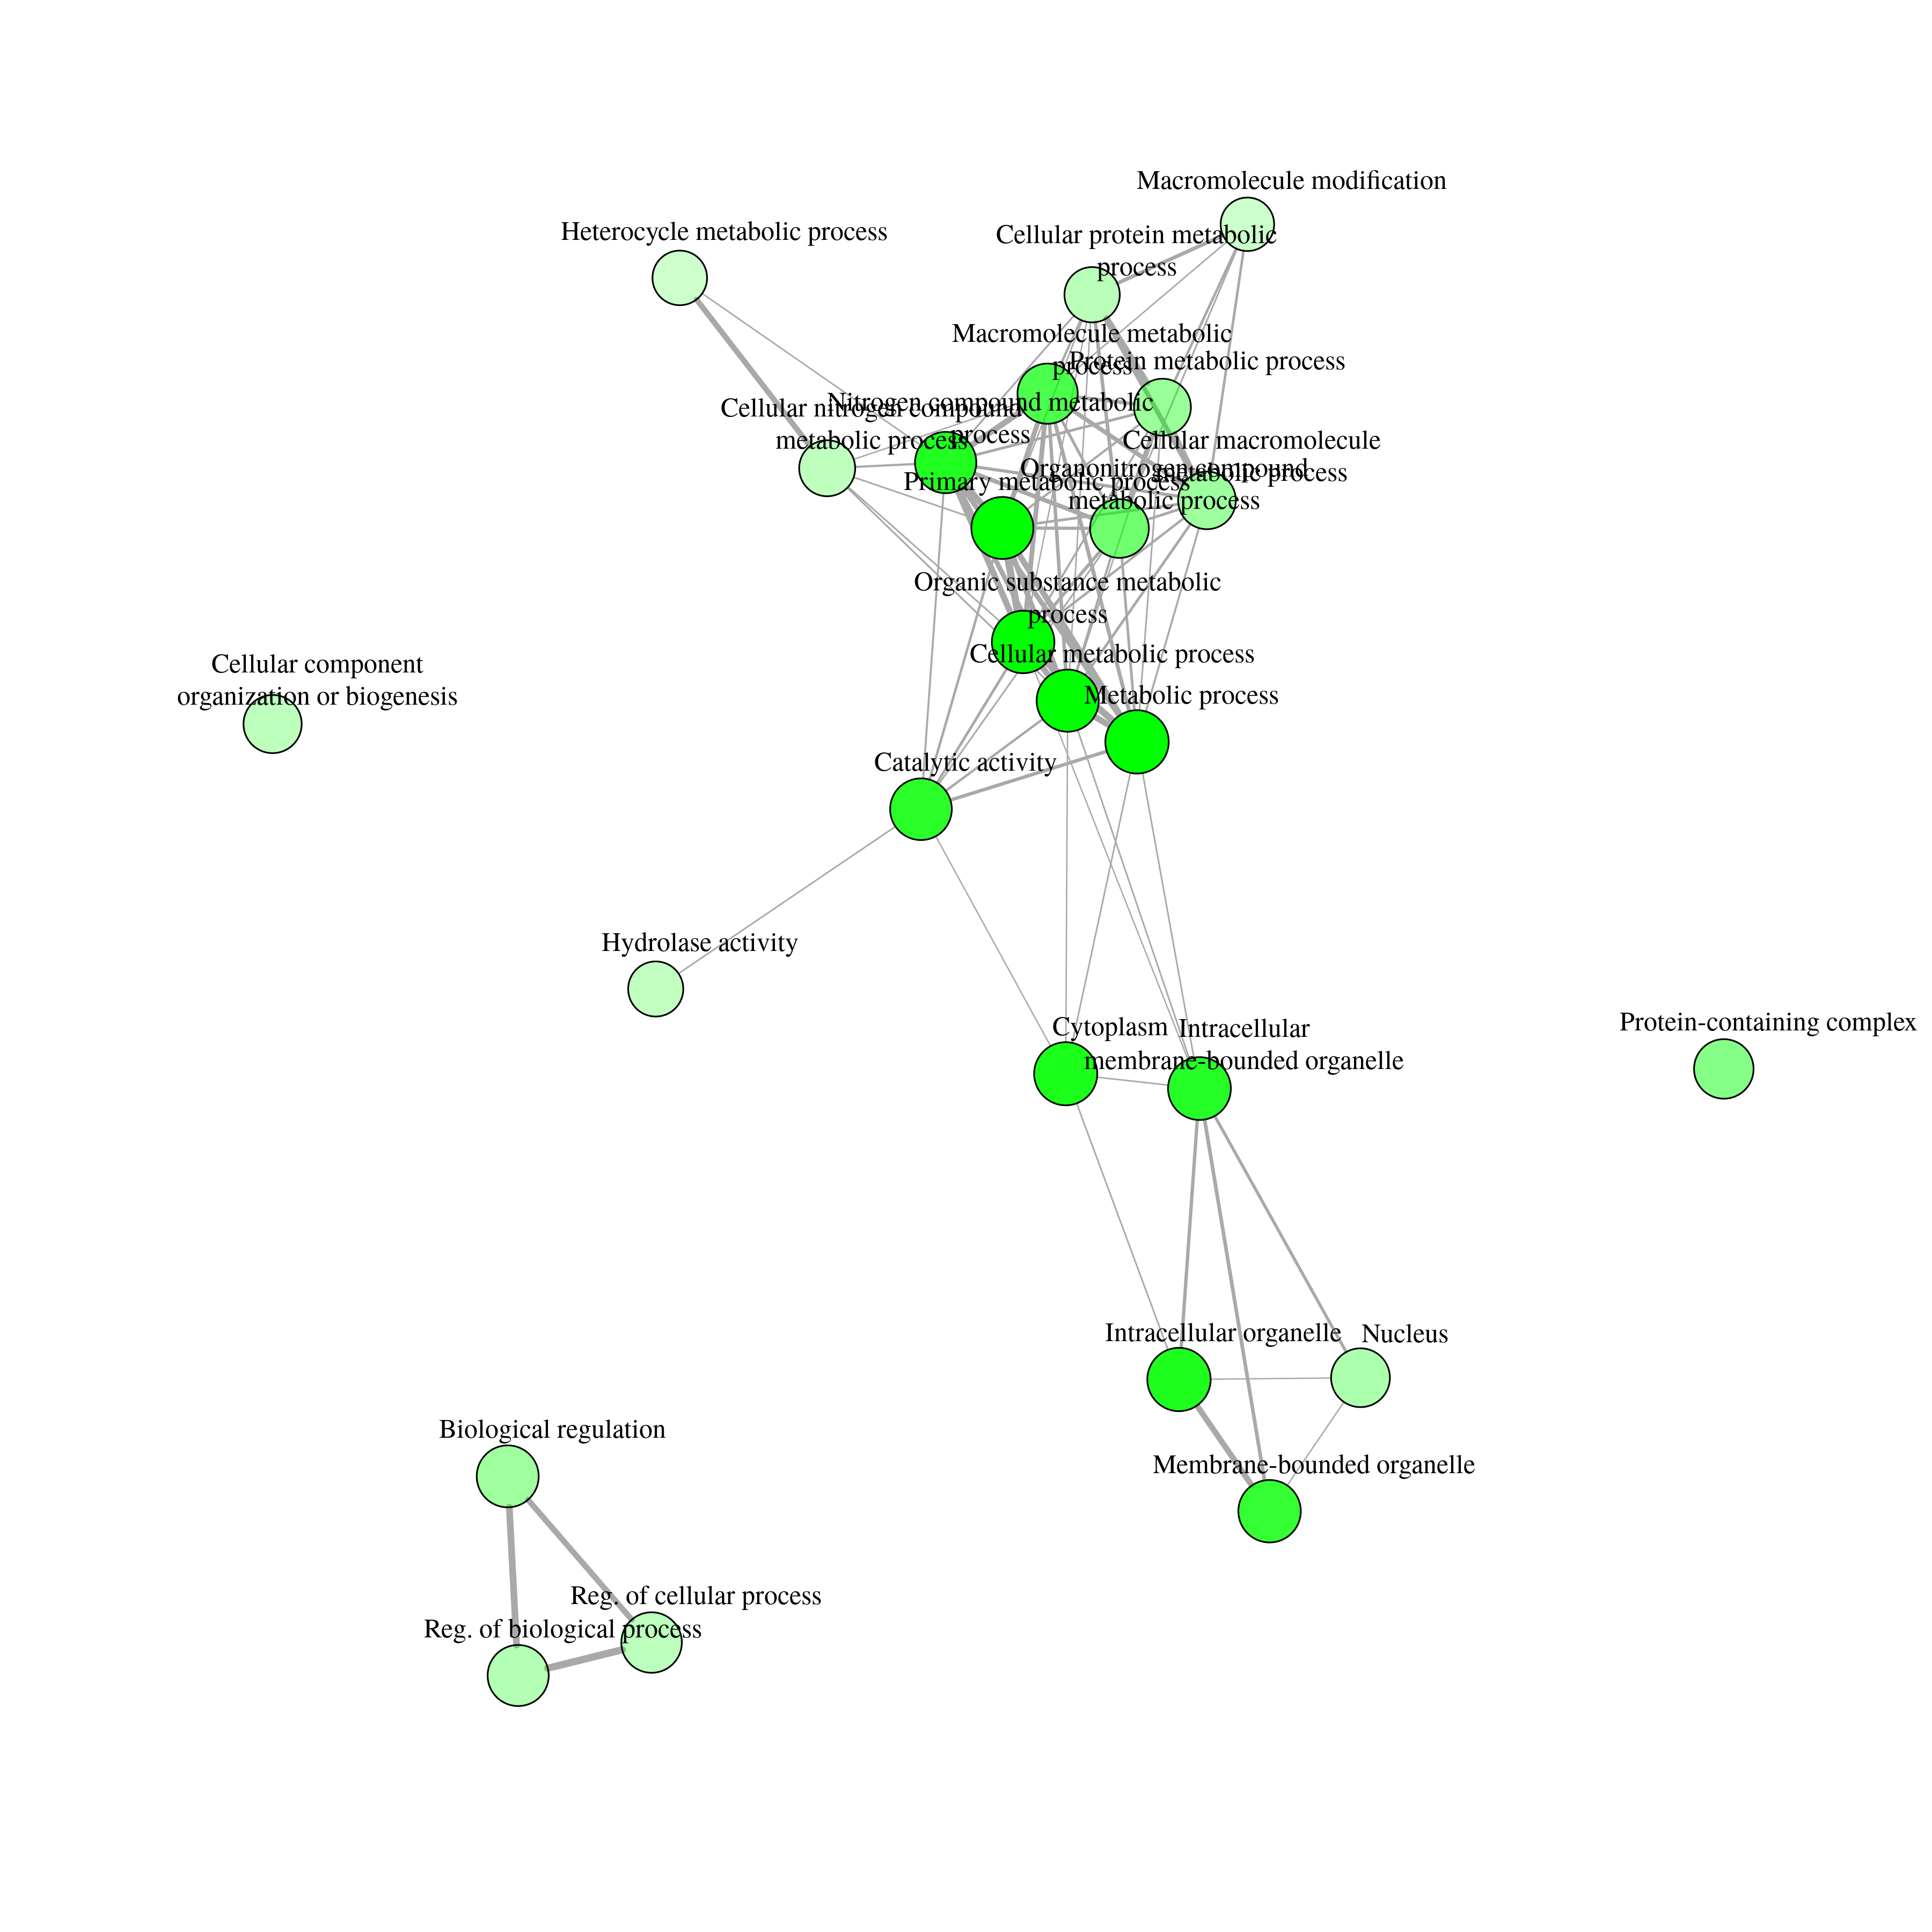 Macromolecule modification
Heterocycle metabolic process
Cellular protein metabolic
process
Macromolecule metabolic
process
Protein metabolic process
Nitrogen compound metabolic
process
Cellular nitrogen compound
metabolic process
Cellular macromolecule
metabolic process
Organonitrogen compound
metabolic process
Primary metabolic process
Organic substance metabolic
process
Cellular metabolic process
Cellular component
organization or biogenesis
Metabolic process
Catalytic activity
Hydrolase activity
Protein-containing complex
Cytoplasm
Intracellular
membrane-bounded organelle
Intracellular organelle
Nucleus
Biological regulation
Membrane-bounded organelle
Reg. of cellular process
Reg. of biological process